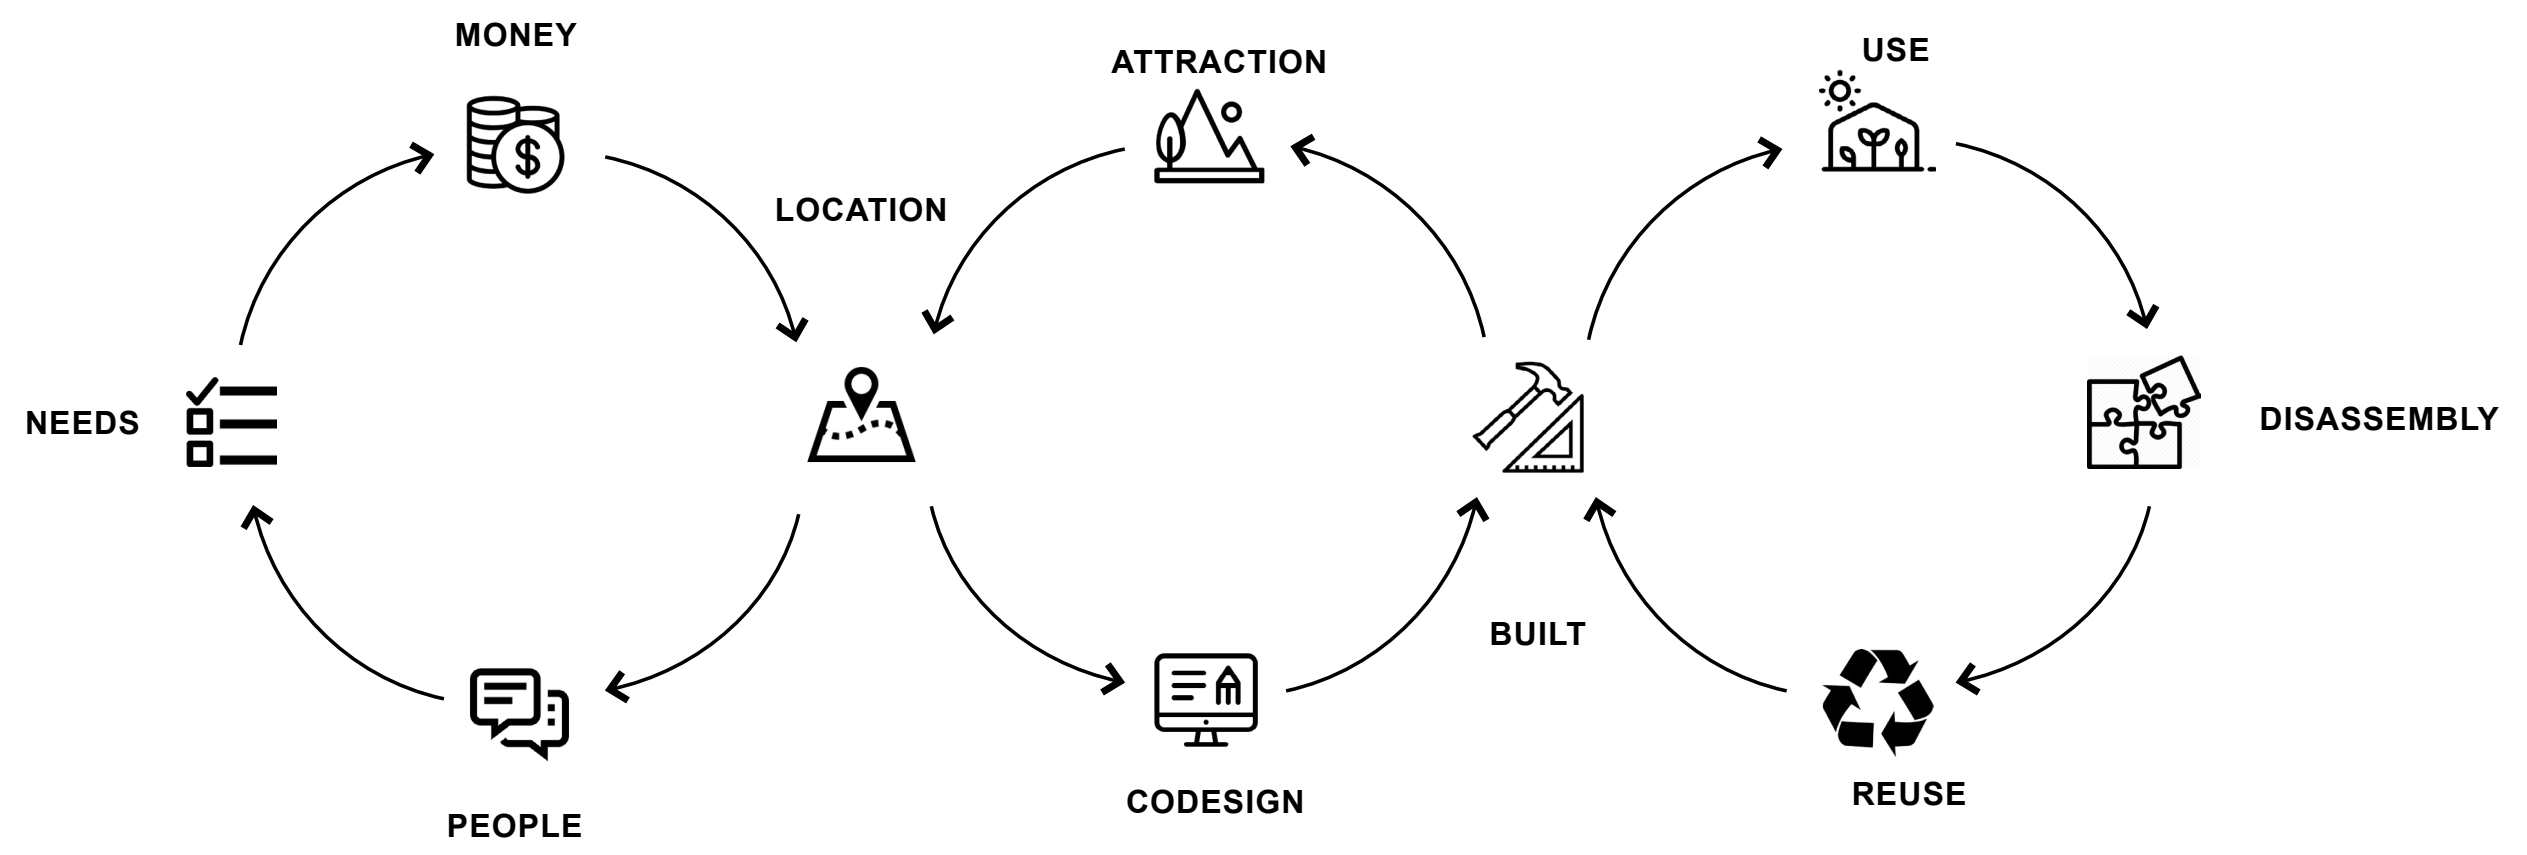 MONEY
ATTRACTION
USE
LOCATION
NEEDS
DISASSEMBLY
BUILT
CODESIGN
REUSE
PEOPLE
$